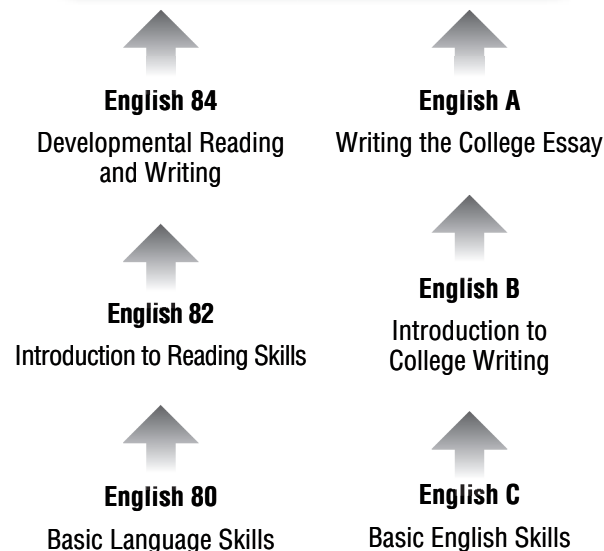 English 84
Developmental Reading
and Writing
English 82
Introduction to Reading Skills
English 80
Basic Language Skills
English A
Writing the College Essay
English B
Introduction to
College Writing
English C
Basic English Skills